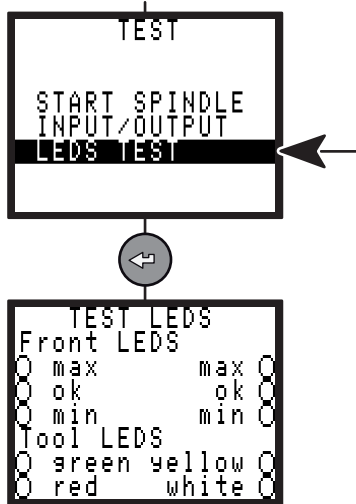 TEST
START SPINDLE
INPUT/OUTPUT
LEDS TEST
TEST LEDS
Front LEDS
max max
ok ok
min min
Tool LEDS
green yellow
red white